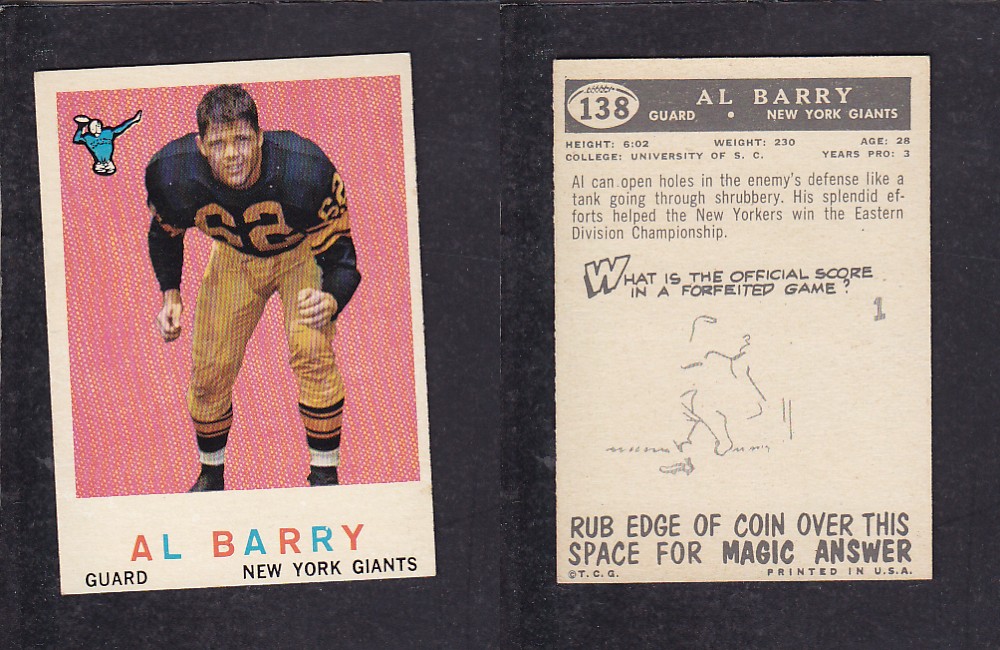 62
62
AL BARRY
GUARD
NEW YORK GIANTS
138
AL BARRY
GUARD • NEW YORK GIANTS
HEIGHT: 6:02 WEIGHT: 230 AGE: 28
COLLEGE: UNIVERSITY OF S. C. YEARS PRO: 3
Al can open holes in the enemy's defense like a
tank going through shrubbery. His splendid ef-
forts helped the New Yorkers win the Eastern
Division Championship.
WHAT IS THE OFFICIAL SCORE
IN A FORFEITED GAME?
1
RUB EDGE OF COIN OVER THIS
SPACE FOR MAGIC ANSWER
©T.C.G. PRINTED IN U.S.A.